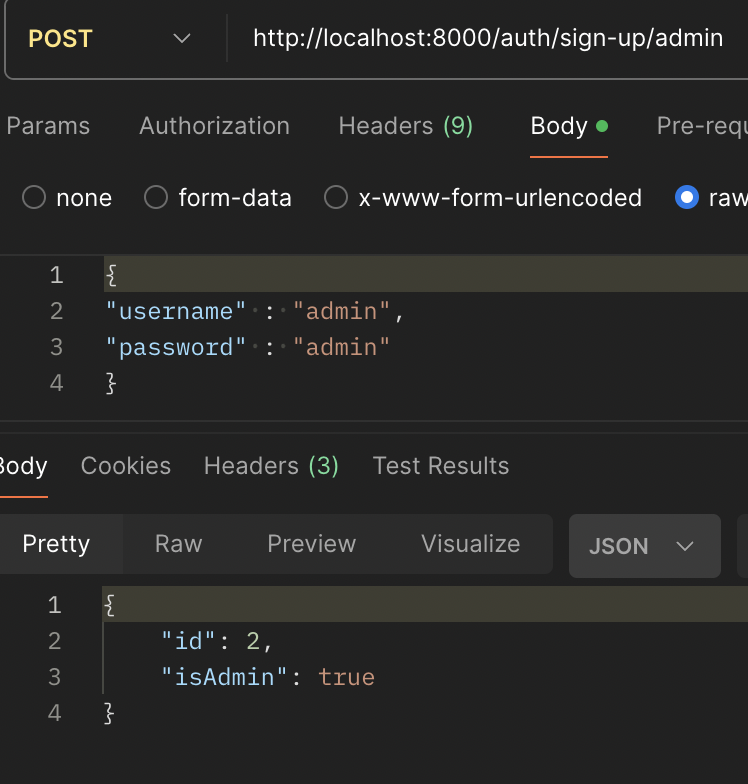 POST http://localhost:8000/auth/sign-up/admin
Params Authorization Headers (9) Body Pre-requ
none form-data x-www-form-urlencoded raw
1 {
2 "username" : "admin",
3 "password" : "admin"
4 }
Body Cookies Headers (3) Test Results
Pretty Raw Preview Visualize JSON
1 {
2 "id": 2,
3 "isAdmin": true
4 }